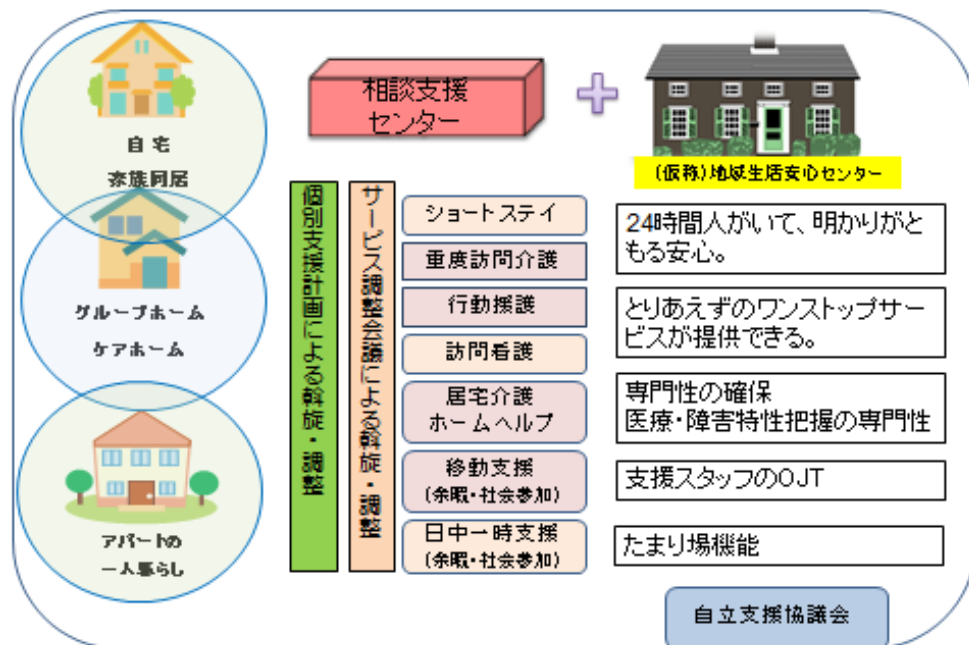 自宅
家族同居
グループホーム
ケアホーム
アパートの
一人暮らし
相談支援
センター
(仮称)地域生活安心センター
個別支援計画による斡旋・調整
サービス調整会議による斡旋・調整
ショートステイ
重度訪問介護
行動援護
訪問看護
居宅介護
ホームヘルプ
移動支援
(余暇・社会参加)
日中一時支援
(余暇・社会参加)
24時間人がいて、明かりがと
もる安心。
とりあえずのワンストップサー
ビスが提供できる。
専門性の確保
医療・障害特性把握の専門性
支援スタッフのOJT
たまり場機能
自立支援協議会